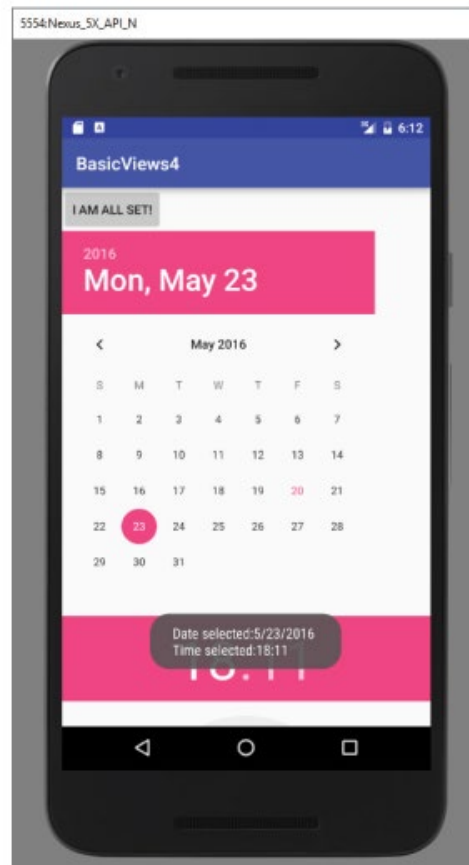 5554:Nexus_5X_API_N
6:12
BasicViews4
I AM ALL SET!
2016
Mon, May 23
May 2016
S M T W T F S
1 2 3 4 5 6 7
8 9 10 11 12 13 14
15 16 17 18 19 20 21
22 23 24 25 26 27 28
29 30 31
Date selected:5/23/2016
Time selected:18:11
18:11